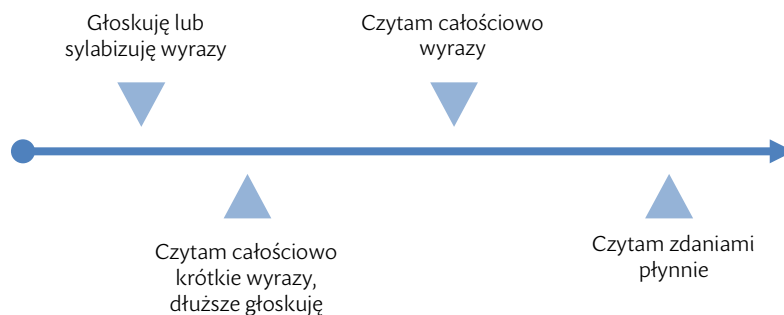 Głoskuję lub
sylabizuję wyrazy
Czytam całościowo
wyrazy
Czytam całościowo
krótkie wyrazy,
dłuższe głoskuję
Czytam zdaniami
płynnie